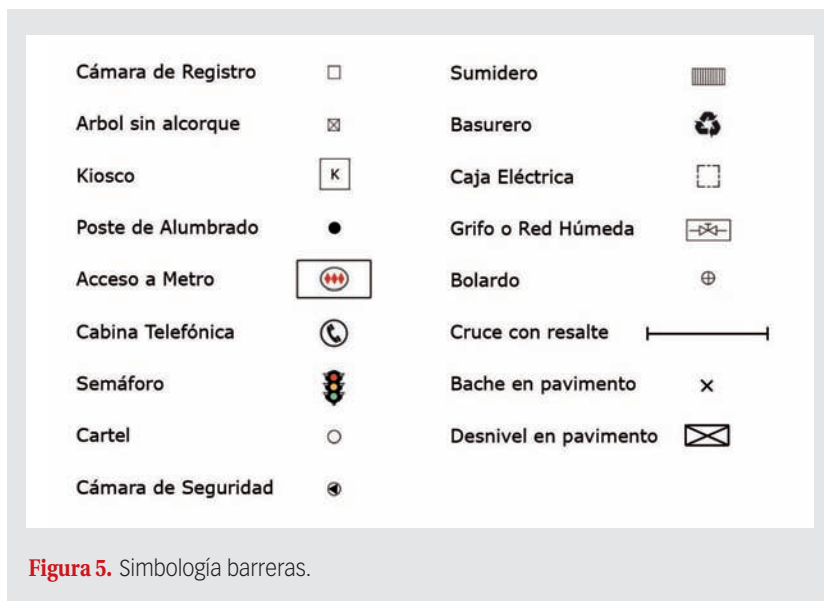 Cámara de Registro
Arbol sin alcorque
Kiosco K
Poste de Alumbrado
Acceso a Metro
Cabina Telefónica
Semáforo
Cartel
Cámara de Seguridad
Sumidero
Basurero
Caja Eléctrica
Grifo o Red Húmeda
Bolardo
Cruce con resalte
Bache en pavimento
Desnivel en pavimento
Figura 5. Simbología barreras.